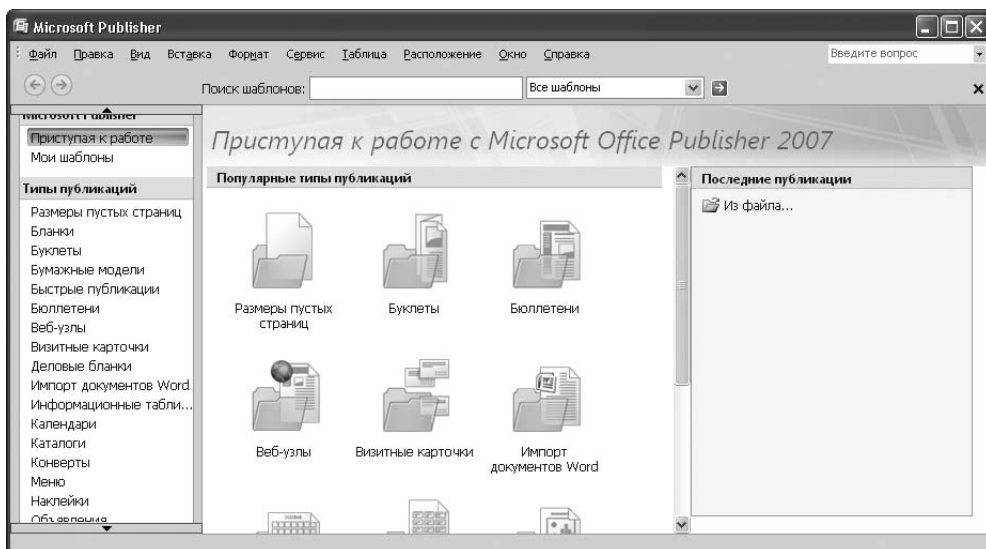 Microsoft Publisher
Файл Правка Вид Вставка Формат Сервис Таблица Расположение Окно Справка Введите вопрос
Поиск шаблонов: Все шаблоны
Microsoft Publisher
Приступая к работе
Мои шаблоны
Типы публикаций
Размеры пустых страниц
Бланки
Буклеты
Бумажные модели
Быстрые публикации
Бюллетени
Веб-узлы
Визитные карточки
Деловые бланки
Импорт документов Word
Информационные табли...
Календари
Каталоги
Конверты
Меню
Наклейки
Объявления
Приступая к работе с Microsoft Office Publisher 2007
Популярные типы публикаций
Размеры пустых
страниц
Буклеты
Бюллетени
Веб-узлы
Визитные карточки
Импорт
документов Word
Последние публикации
Из файла...